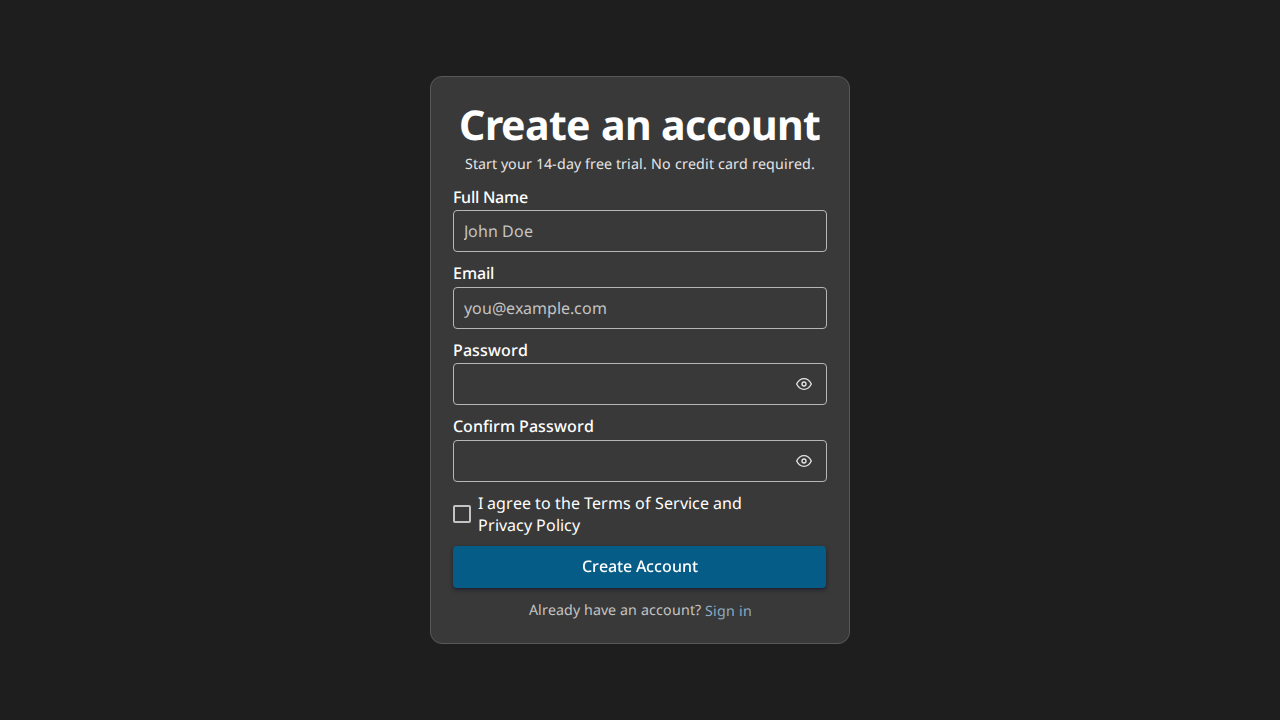 Create an account
Start your 14-day free trial. No credit card required.
Full Name
John Doe
Email
you@example.com
Password
Confirm Password
I agree to the Terms of Service and
Privacy Policy
Create Account
Already have an account? Sign in